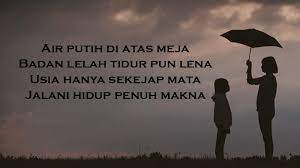 AIR PUTIH DI ATAS MEJA
BADAN LELAH TIDUR PUN LENA
USIA HANYA SEKEJAP MATA
JALANI HIDUP PENUH MAKNA